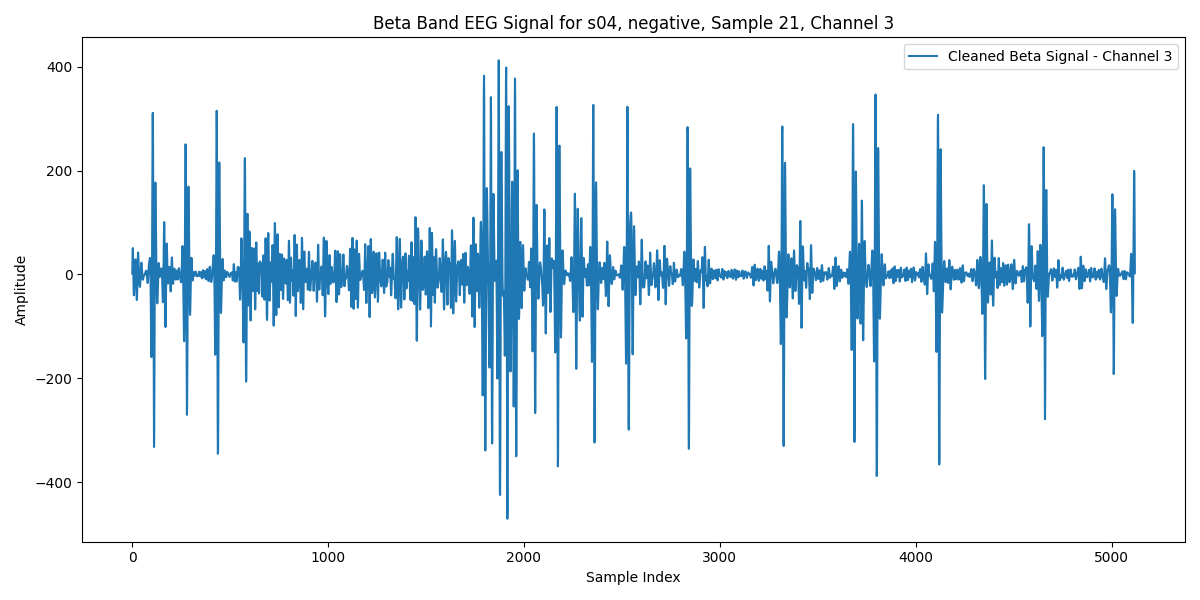 Beta Band EEG Signal for s04, negative, Sample 21, Channel 3
Cleaned Beta Signal - Channel 3
400
200
0
−200
−400
Amplitude
0 1000 2000 3000 4000 5000
Sample Index